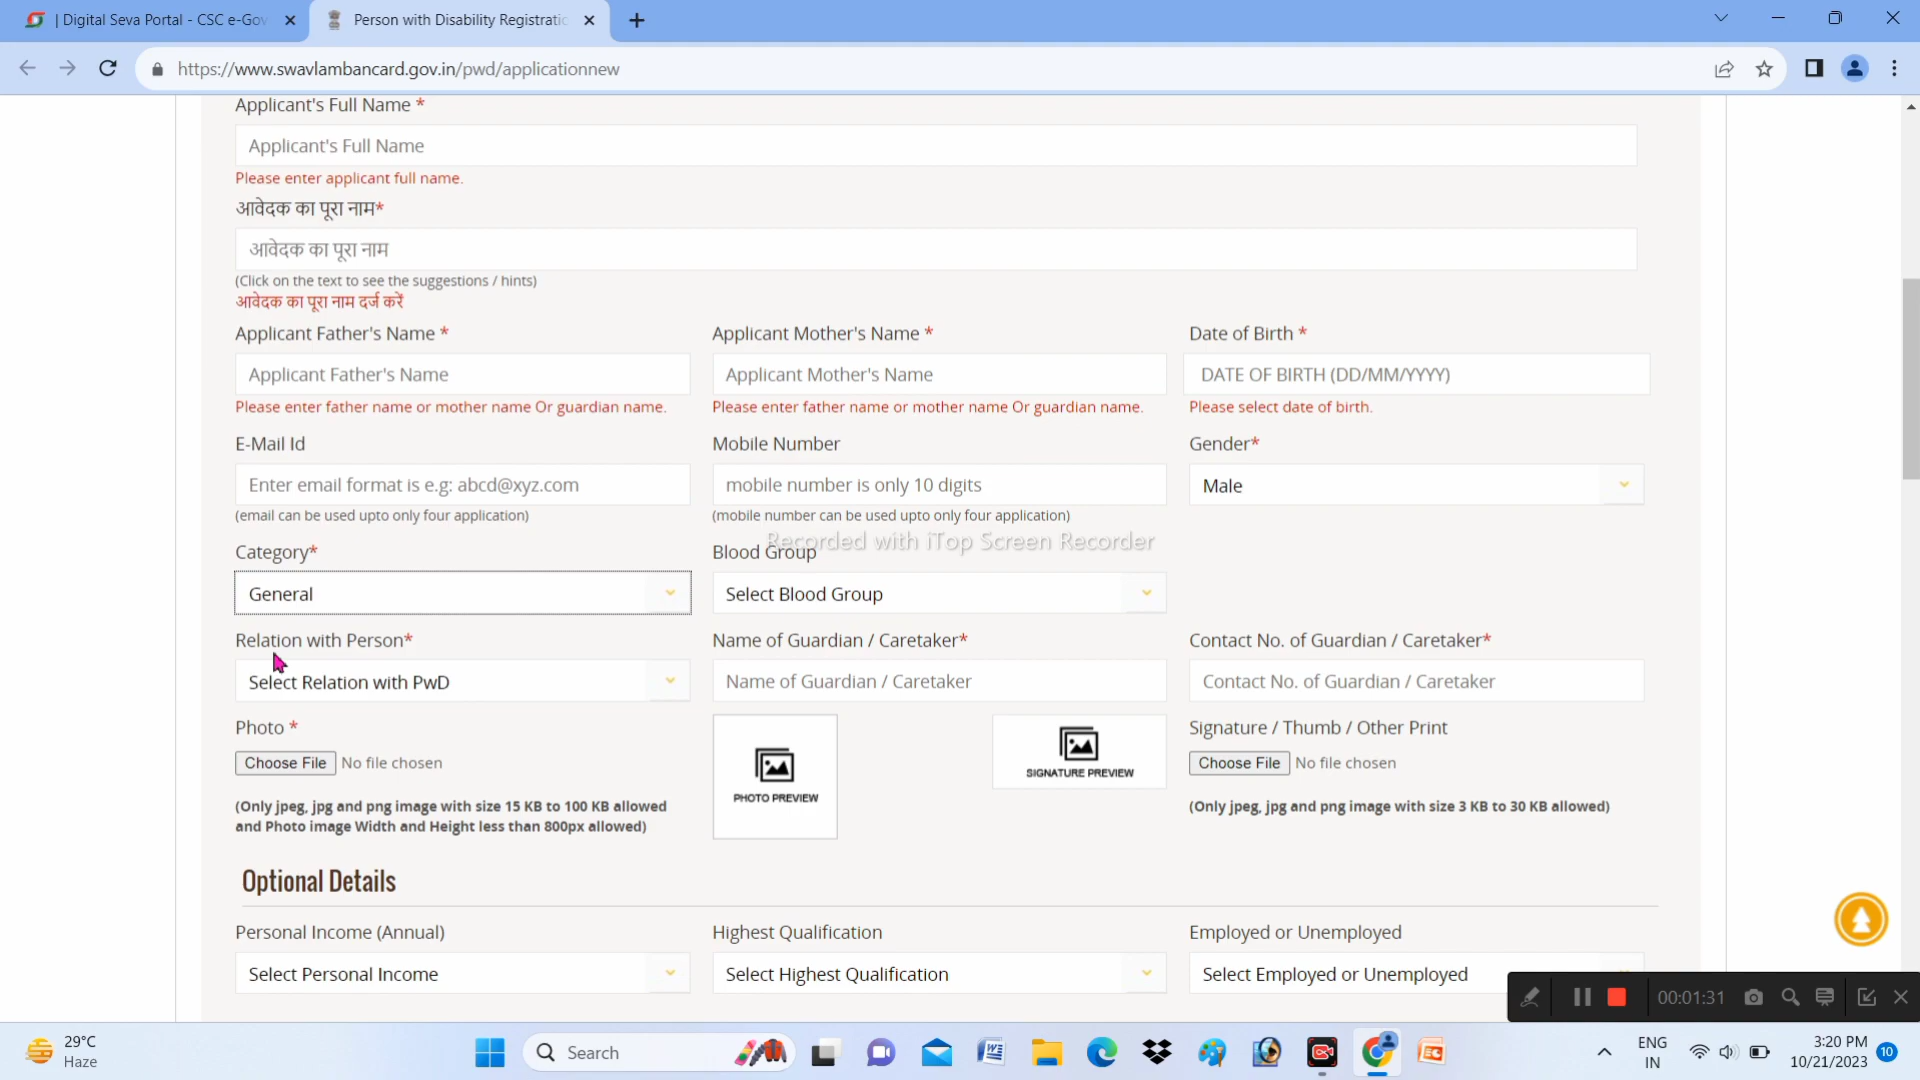 | Digital Seva Portal - CSC e-Gov
Person with Disability Registratio
https://www.swavlambancard.gov.in/pwd/applicationnew
Applicant's Full Name *
Applicant's Full Name
Please enter applicant full name.
आवेदक का पूरा नाम*
आवेदक का पूरा नाम
(Click on the text to see the suggestions / hints)
आवेदक का पूरा नाम दर्ज करें
Applicant Father's Name * Applicant Mother's Name * Date of Birth *
Applicant Father's Name Applicant Mother's Name DATE OF BIRTH (DD/MM/YYYY)
Please enter father name or mother name Or guardian name. Please enter father name or mother name Or guardian name. Please select date of birth.
E-Mail Id Mobile Number Gender*
Enter email format is e.g: abcd@xyz.com mobile number is only 10 digits Male
(email can be used upto only four application) (mobile number can be used upto only four application)
Recorded with iTop Screen Recorder
Category* Blood Group
General Select Blood Group
Relation with Person* Name of Guardian / Caretaker* Contact No. of Guardian / Caretaker*
Select Relation with PwD Name of Guardian / Caretaker Contact No. of Guardian / Caretaker
Photo * Signature / Thumb / Other Print
Choose File No file chosen PHOTO PREVIEW SIGNATURE PREVIEW Choose File No file chosen
(Only jpeg, jpg and png image with size 15 KB to 100 KB allowed (Only jpeg, jpg and png image with size 3 KB to 30 KB allowed)
and Photo image Width and Height less than 800px allowed)
Optional Details
Personal Income (Annual) Highest Qualification Employed or Unemployed
Select Personal Income Select Highest Qualification Select Employed or Unemployed
00:01:31
29°C
Haze
Search
ENG
IN
3:20 PM
10/21/2023
10